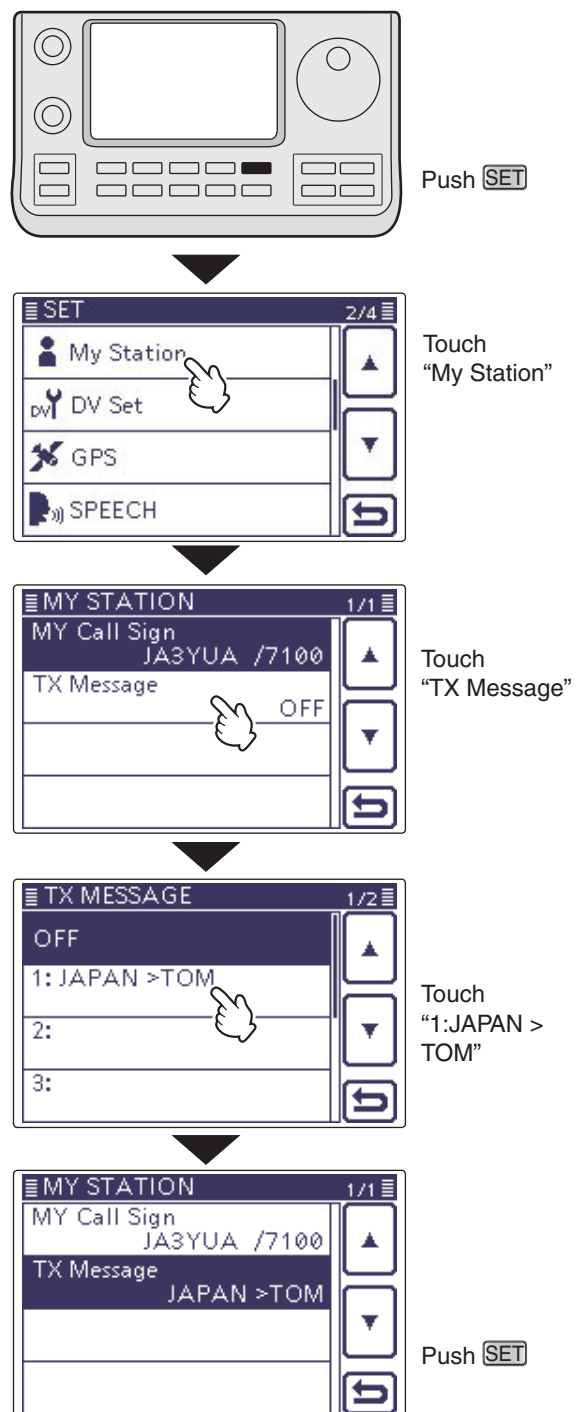 Push SET
SET 2/4
My Station
DV Set
GPS
SPEECH
Touch
“My Station”
MY STATION 1/1
MY Call Sign
JA3YUA /7100
TX Message
OFF
Touch
“TX Message”
TX MESSAGE 1/2
OFF
1: JAPAN >TOM
2:
3:
Touch
“1:JAPAN >
TOM”
MY STATION 1/1
MY Call Sign
JA3YUA /7100
TX Message
JAPAN >TOM
Push SET